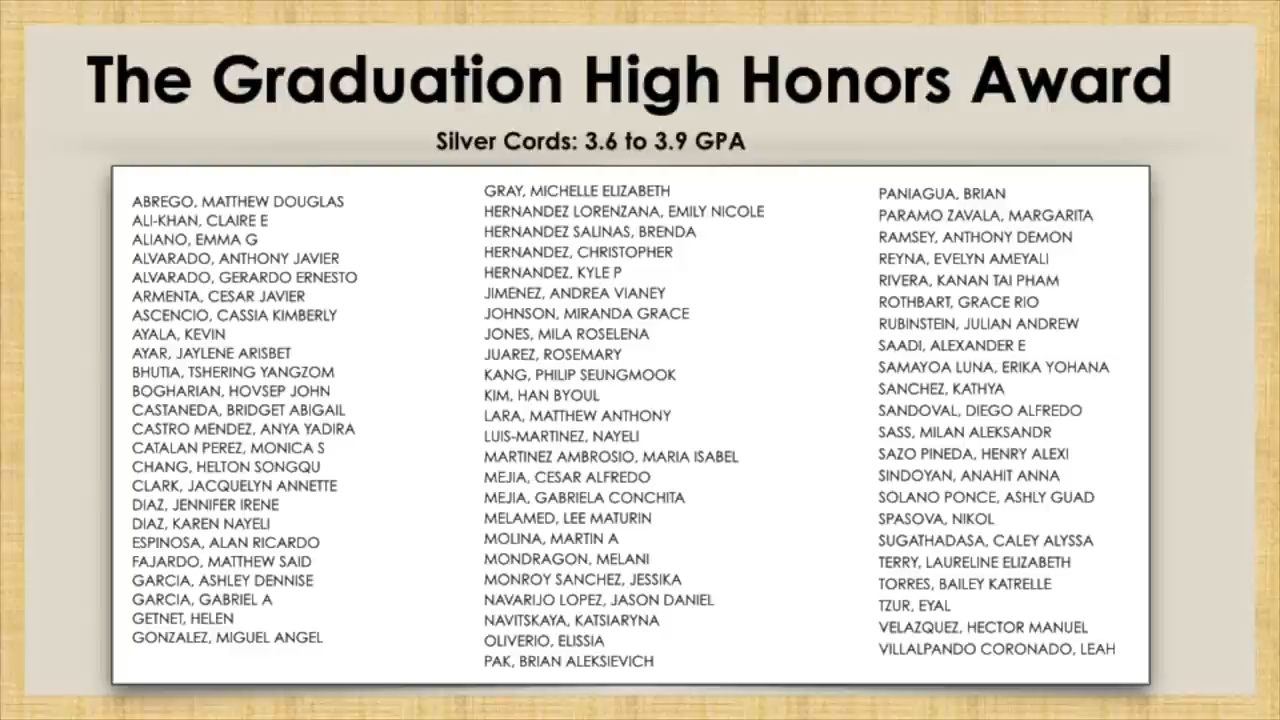 The Graduation High Honors Award
Silver Cords: 3.6 to 3.9 GPA
ABREGO, MATTHEW DOUGLAS
ALI-KHAN, CLAIRE E
ALIANO, EMMA G
ALVARADO, ANTHONY JAVIER
ALVARADO, GERARDO ERNESTO
ARMENTA, CESAR JAVIER
ASCENCIO, CASSIA KIMBERLY
AYALA, KEVIN
AYAR, JAYLENE ARISBET
BHUTIA, TSHERING YANGZOM
BOGHARIAN, HOVSEP JOHN
CASTANEDA, BRIDGET ABIGAIL
CASTRO MENDEZ, ANYA YADIRA
CATALAN PEREZ, MONICA S
CHANG, HELTON SONGQU
CLARK, JACQUELYN ANNETTE
DIAZ, JENNIFER IRENE
DIAZ, KAREN NAYELI
ESPINOSA, ALAN RICARDO
FAJARDO, MATTHEW SAID
GARCIA, ASHLEY DENNISE
GARCIA, GABRIEL A
GETNET, HELEN
GONZALEZ, MIGUEL ANGEL
GRAY, MICHELLE ELIZABETH
HERNANDEZ LORENZANA, EMILY NICOLE
HERNANDEZ SALINAS, BRENDA
HERNANDEZ, CHRISTOPHER
HERNANDEZ, KYLE P
JIMENEZ, ANDREA VIANEY
JOHNSON, MIRANDA GRACE
JONES, MILA ROSELENA
JUAREZ, ROSEMARY
KANG, PHILIP SEUNGMOOK
KIM, HAN BYOUL
LARA, MATTHEW ANTHONY
LUIS-MARTINEZ, NAYELI
MARTINEZ AMBROSIO, MARIA ISABEL
MEJIA, CESAR ALFREDO
MEJIA, GABRIELA CONCHITA
MELAMED, LEE MATURIN
MOLINA, MARTIN A
MONDRAGON, MELANI
MONROY SANCHEZ, JESSIKA
NAVARIJO LOPEZ, JASON DANIEL
NAVITSKAYA, KATSIARYNA
OLIVERIO, ELISSIA
PAK, BRIAN ALEKSIEVICH
PANIAGUA, BRIAN
PARAMO ZAVALA, MARGARITA
RAMSEY, ANTHONY DEMON
REYNA, EVELYN AMEYALI
RIVERA, KANAN TAI PHAM
ROTHBART, GRACE RIO
RUBINSTEIN, JULIAN ANDREW
SAADI, ALEXANDER E
SAMAYOA LUNA, ERIKA YOHANA
SANCHEZ, KATHYA
SANDOVAL, DIEGO ALFREDO
SASS, MILAN ALEKSANDR
SAZO PINEDA, HENRY ALEXI
SINDOYAN, ANAHIT ANNA
SOLANO PONCE, ASHLY GUAD
SPASOVA, NIKOL
SUGATHADASA, CALEY ALYSSA
TERRY, LAURELINE ELIZABETH
TORRES, BAILEY KATRELLE
TZUR, EYAL
VELAZQUEZ, HECTOR MANUEL
VILLALPANDO CORONADO, LEAH